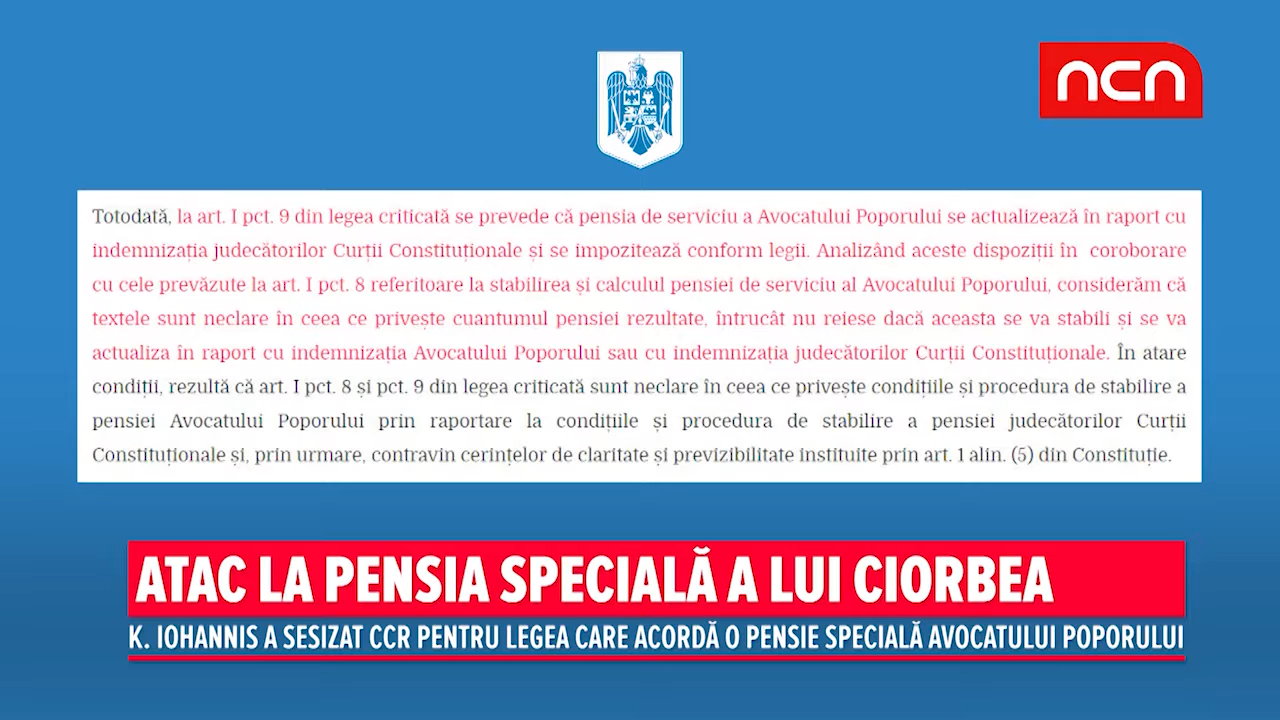 ncn
Totodată, la art. I pct. 9 din legea criticată se prevede că pensia de serviciu a Avocatului Poporului se actualizează în raport cu
indemnizația judecătorilor Curții Constituționale și se impozitează conform legii. Analizând aceste dispoziții în coroborare
cu cele prevăzute la art. I pct. 8 referitoare la stabilirea și calculul pensiei de serviciu al Avocatului Poporului, considerăm că
textele sunt neclare în ceea ce privește cuantumul pensiei rezultate, întrucât nu reiese dacă aceasta se va stabili și se va
actualiza în raport cu indemnizația Avocatului Poporului sau cu indemnizația judecătorilor Curții Constituționale. În atare
condiții, rezultă că art. I pct. 8 și pct. 9 din legea criticată sunt neclare în ceea ce privește condițiile și procedura de stabilire a
pensiei Avocatului Poporului prin raportare la condițiile și procedura de stabilire a pensiei judecătorilor Curții
Constituționale și, prin urmare, contravin cerințelor de claritate și previzibilitate instituite prin art. 1 alin. (5) din Constituție.
ATAC LA PENSIA SPECIALĂ A LUI CIORBEA
K. IOHANNIS A SESIZAT CCR PENTRU LEGEA CARE ACORDĂ O PENSIE SPECIALĂ AVOCATULUI POPORULUI